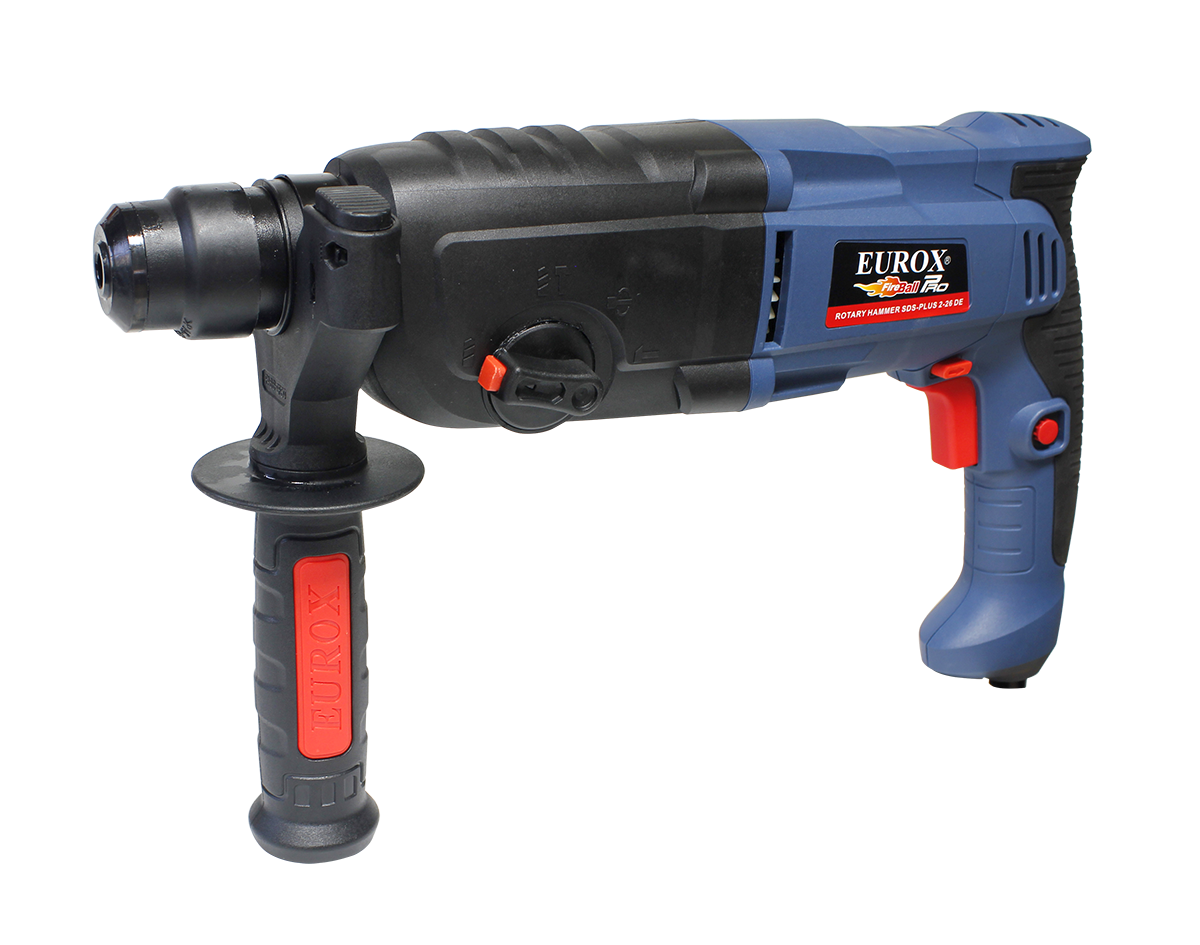 EUROX®
FireBall PRO
ROTARY HAMMER SDS-PLUS 2-26 DE
EUROX